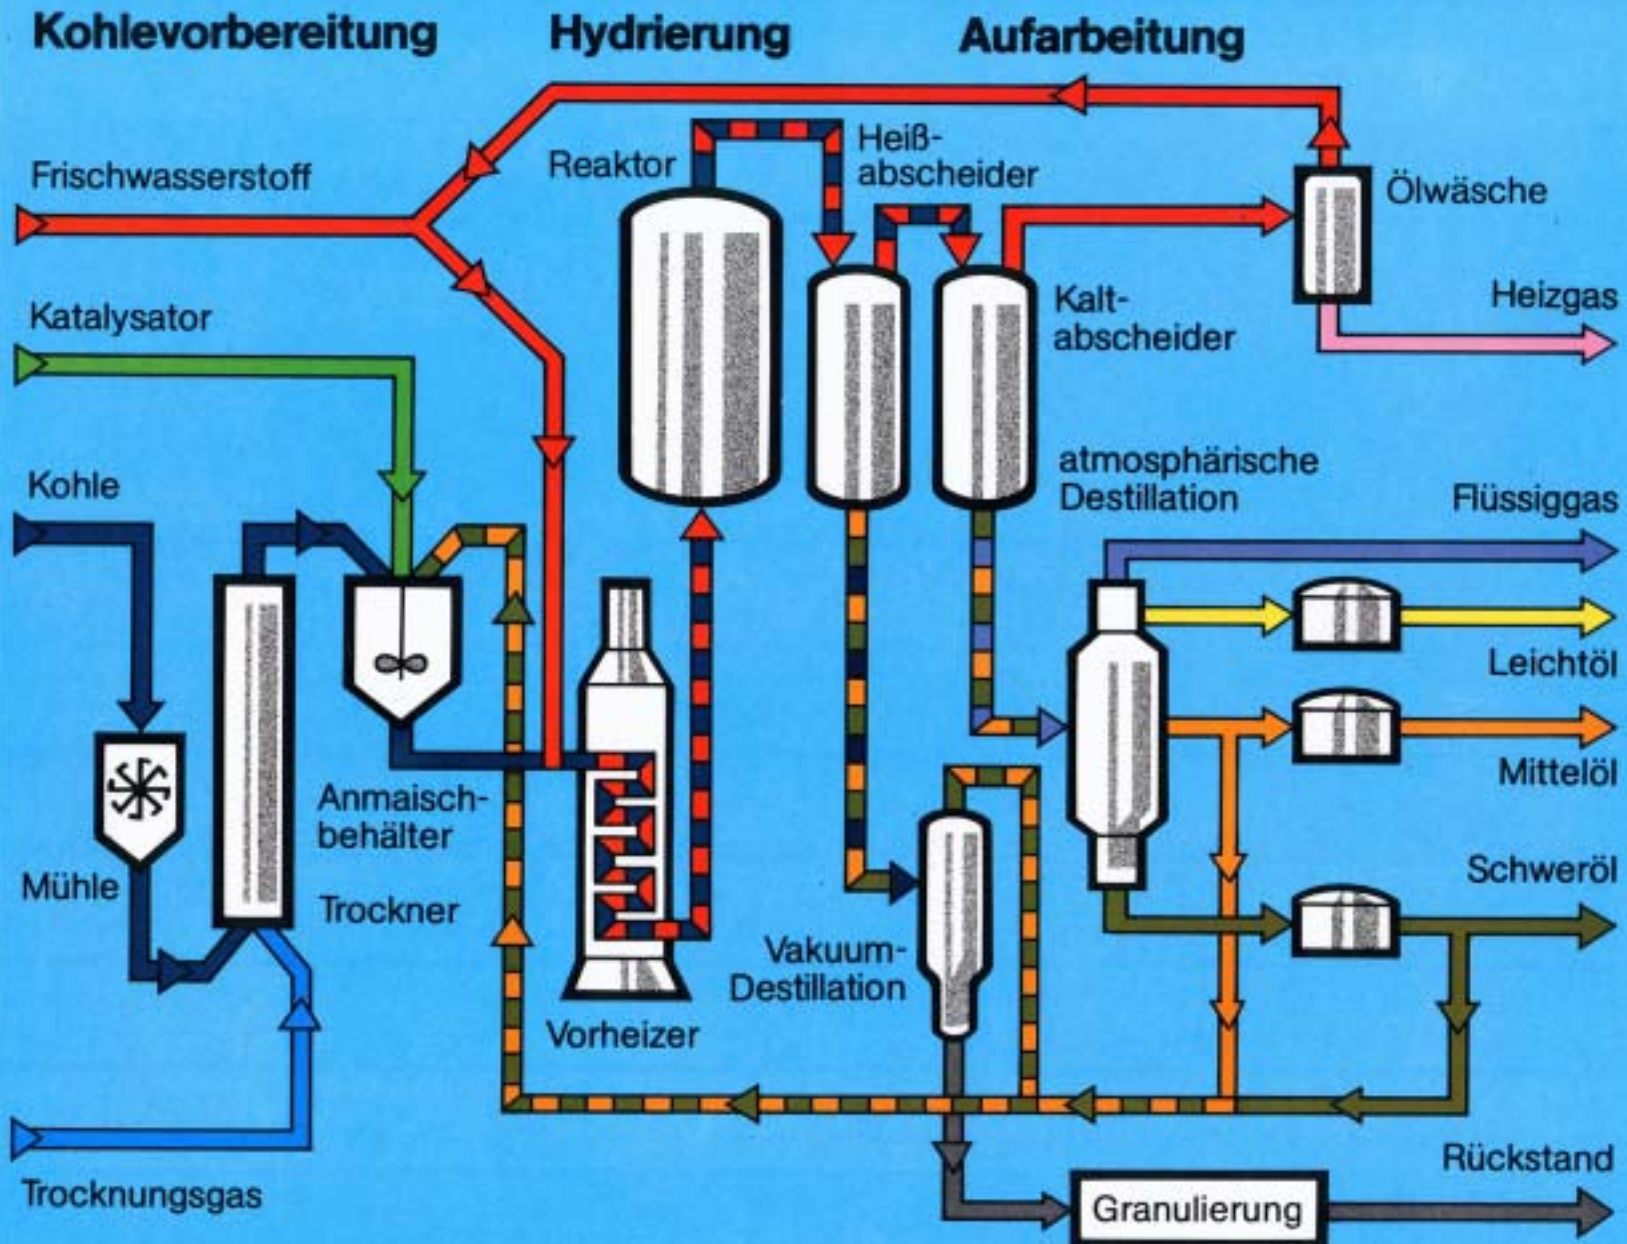 Kohlevorbereitung
Hydrierung
Aufarbeitung
Frischwasserstoff
Reaktor
Heiß-
abscheider
Ölwäsche
Katalysator
Kalt-
abscheider
Heizgas
Kohle
atmosphärische
Destillation
Flüssiggas
Leichtöl
Mittelöl
Anmaisch-
behälter
Mühle
Trockner
Schweröl
Vakuum-
Destillation
Vorheizer
Trocknungsgas
Rückstand
Granulierung